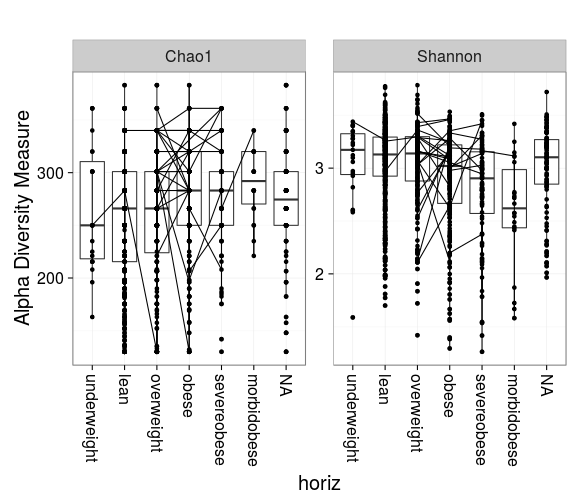 Chao1
Shannon
Alpha Diversity Measure
300
200
3
2
underweight
lean
overweight
obese
severeobese
morbidobese
NA
underweight
lean
overweight
obese
severeobese
morbidobese
NA
horiz